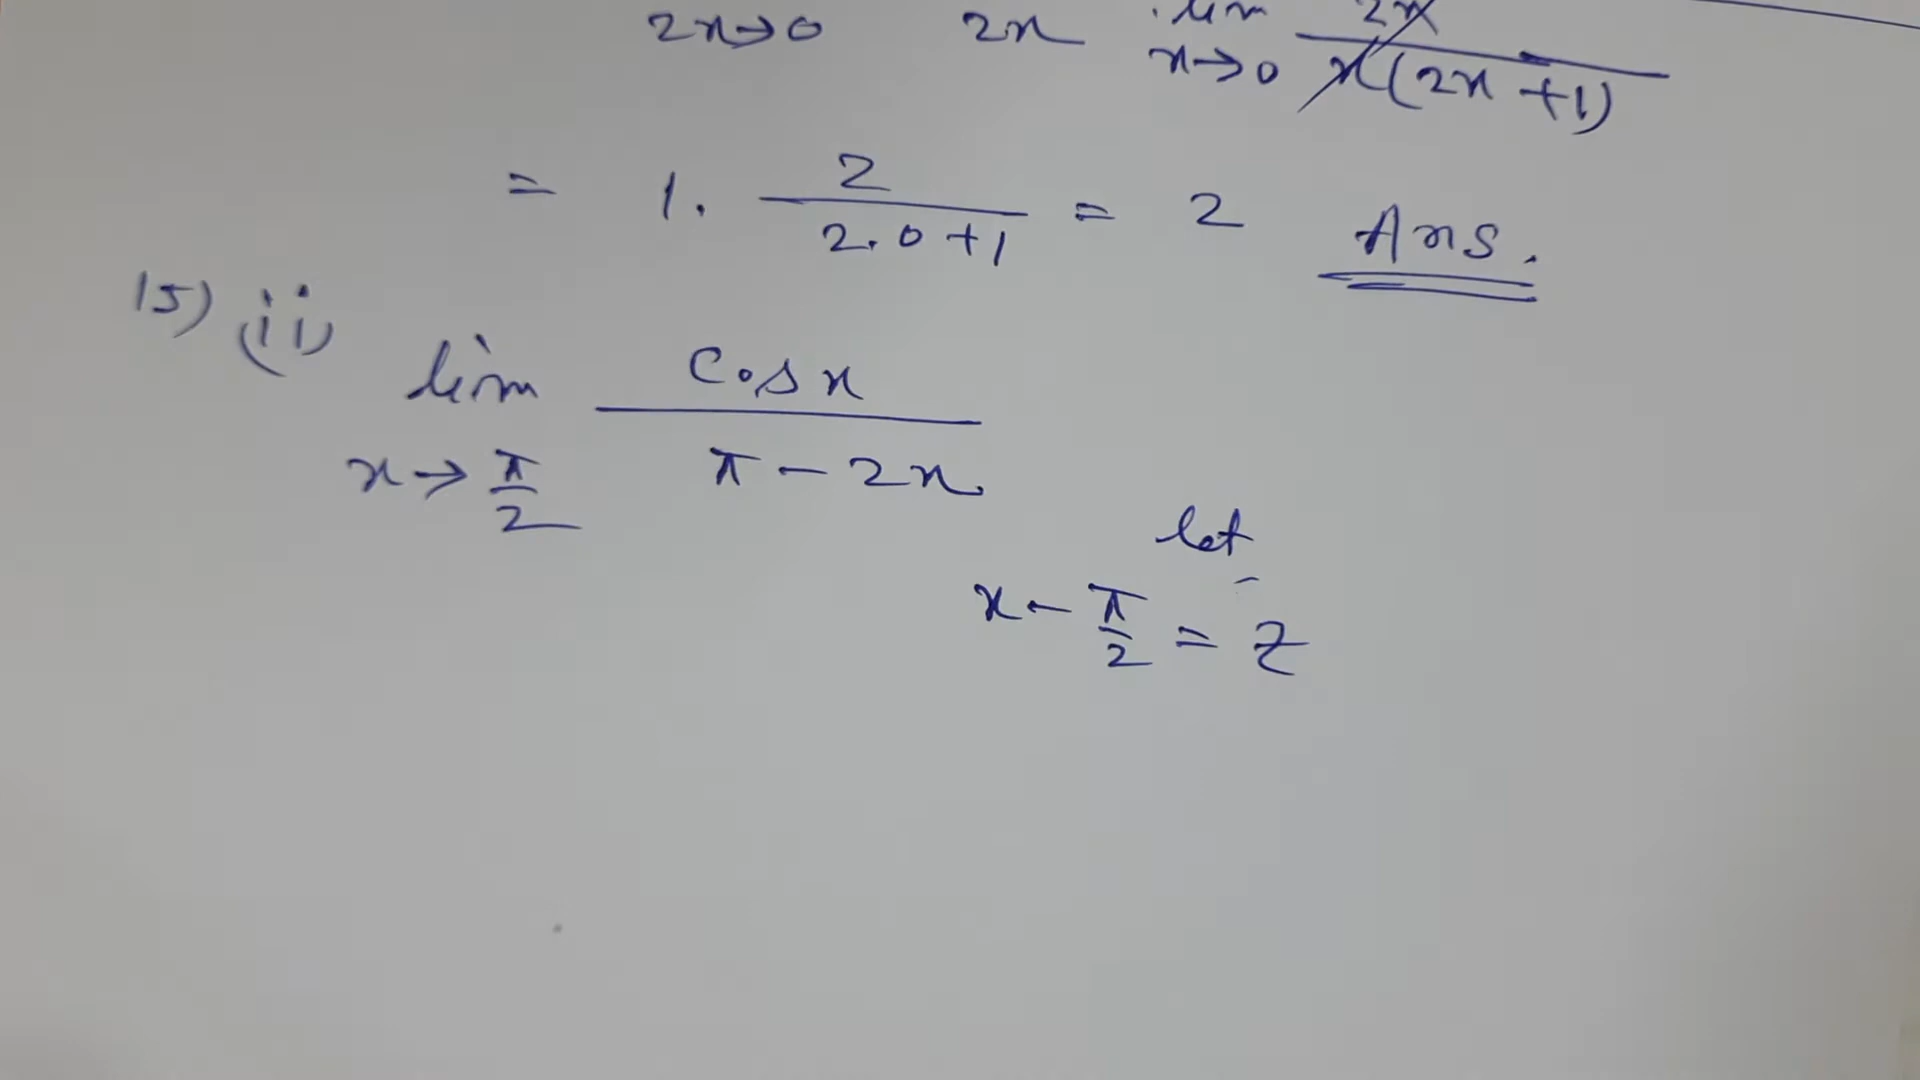 2x→0 2x lim 2x
x→0 x(2x+1)
= 1. 2/(2.0+1) = 2 Ans.
15) (ii) lim cosx
x→π/2 π-2x
let
x-π/2 = z